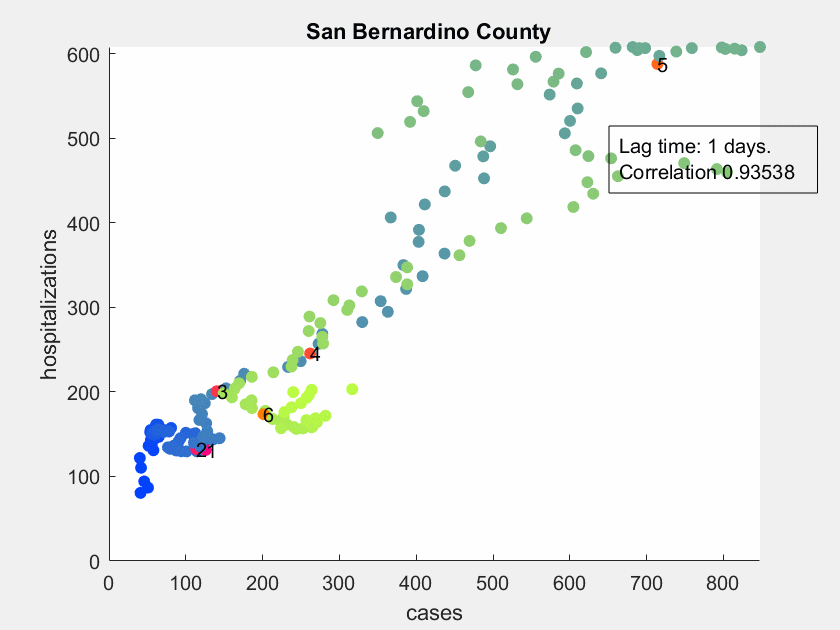 San Bernardino County
600
500
400
300
200
100
0
hospitalizations
5
Lag time: 1 days.
Correlation 0.93538
4
3
6
21
0 100 200 300 400 500 600 700 800
cases